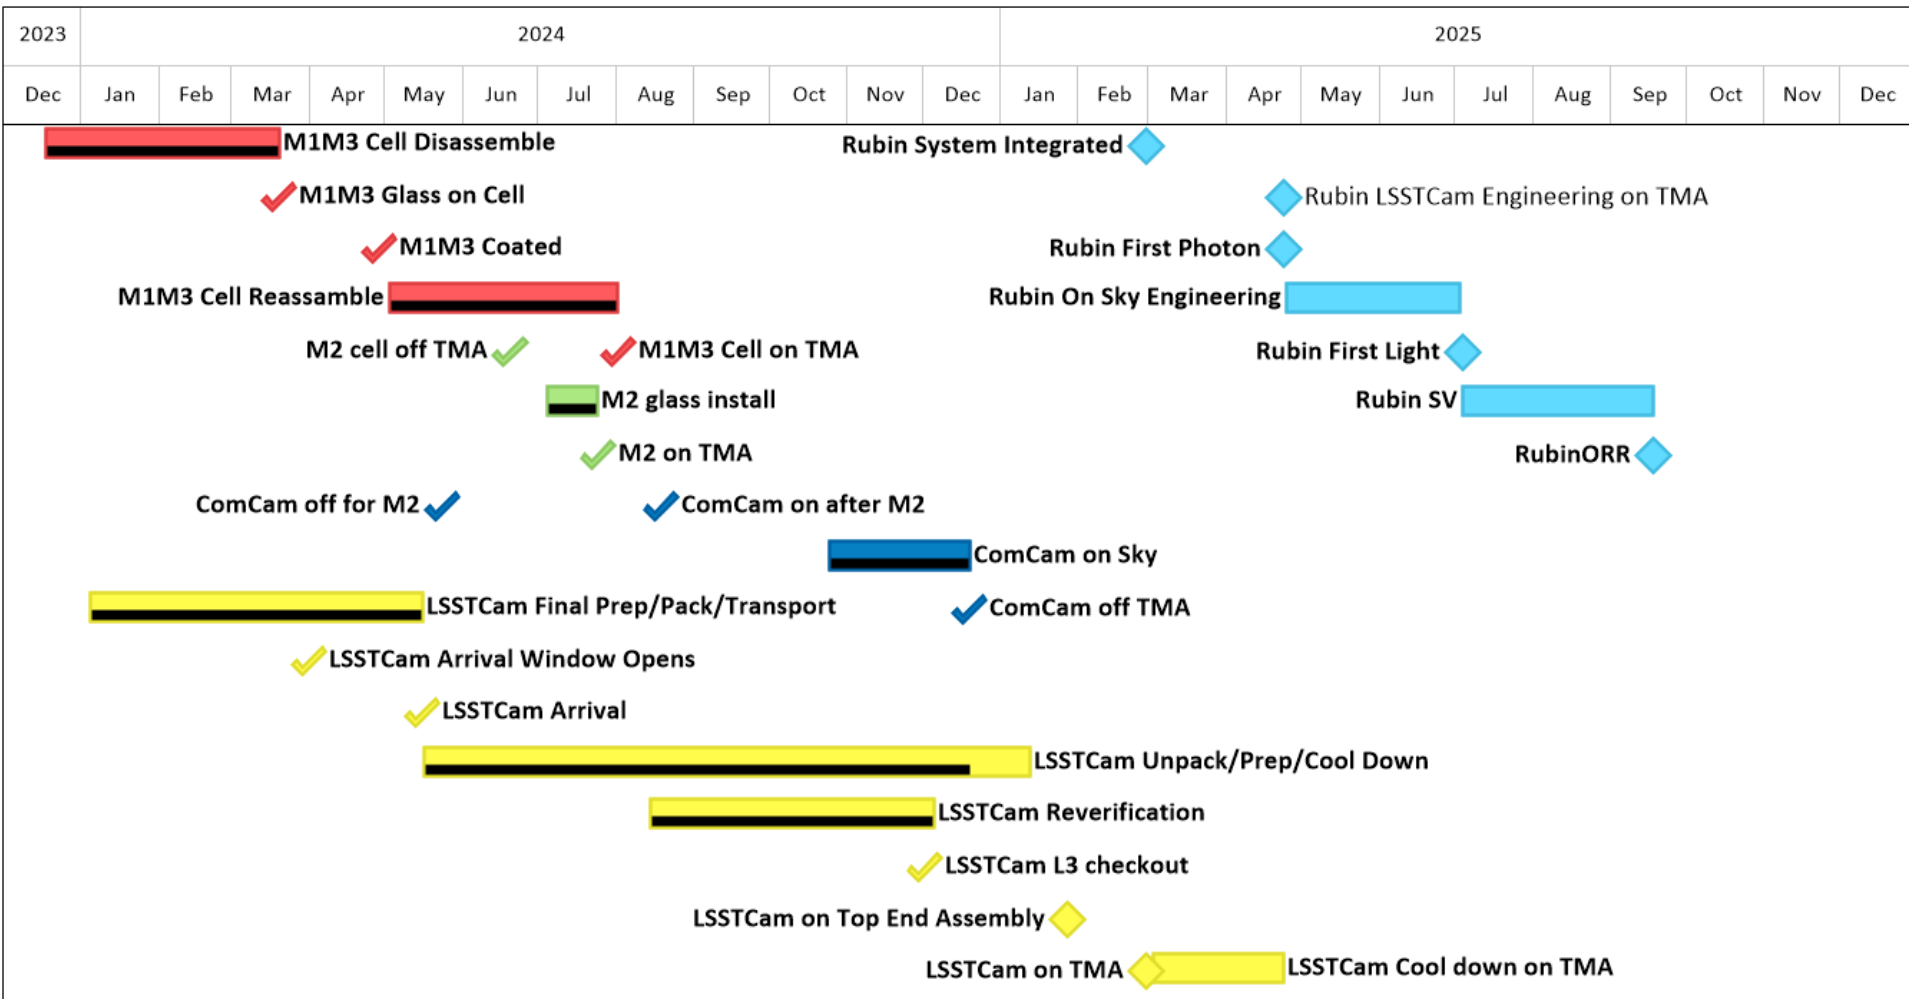 2023 2024 2025
Dec Jan Feb Mar Apr May Jun Jul Aug Sep Oct Nov Dec Jan Feb Mar Apr May Jun Jul Aug Sep Oct Nov Dec
M1M3 Cell Disassemble
Rubin System Integrated
M1M3 Glass on Cell
Rubin LSSTCam Engineering on TMA
M1M3 Coated
Rubin First Photon
M1M3 Cell Reassamble
Rubin On Sky Engineering
M2 cell off TMA
M1M3 Cell on TMA
Rubin First Light
M2 glass install
Rubin SV
M2 on TMA
RubinORR
ComCam off for M2
ComCam on after M2
ComCam on Sky
LSSTCam Final Prep/Pack/Transport
ComCam off TMA
LSSTCam Arrival Window Opens
LSSTCam Arrival
LSSTCam Unpack/Prep/Cool Down
LSSTCam Reverification
LSSTCam L3 checkout
LSSTCam on Top End Assembly
LSSTCam on TMA
LSSTCam Cool down on TMA